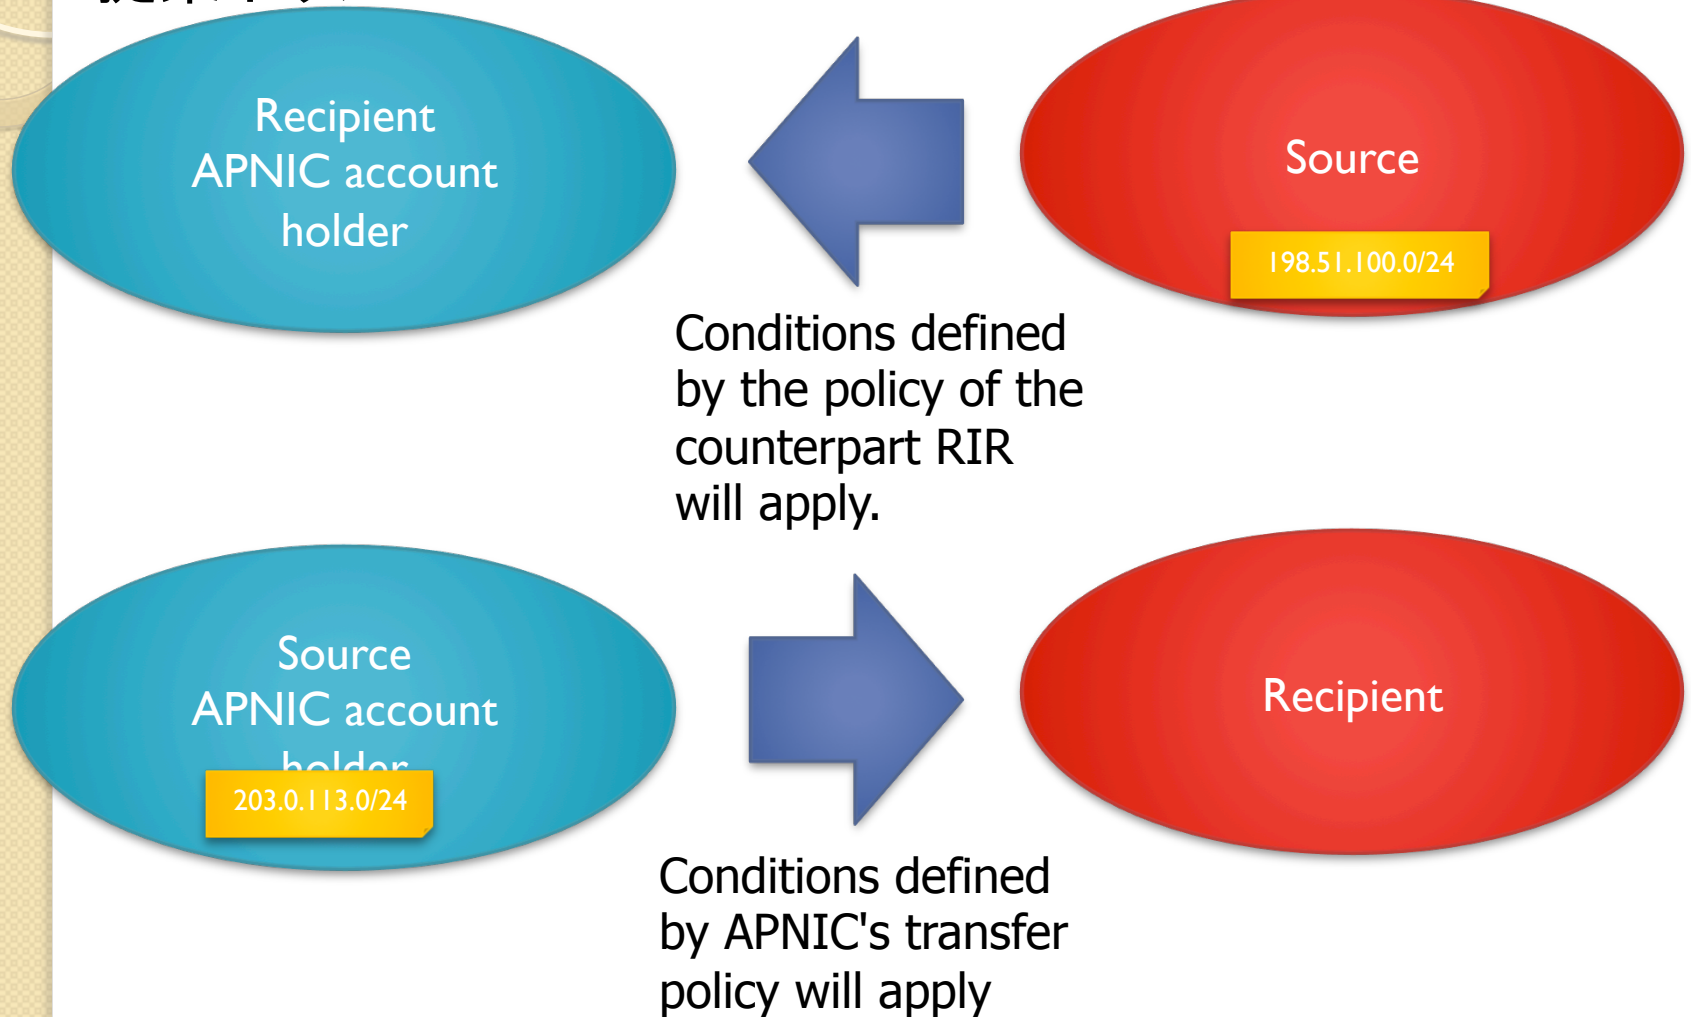 Recipient
APNIC account
holder
Source
198.51.100.0/24
Conditions defined
by the policy of the
counterpart RIR
will apply.
Source
APNIC account
holder
203.0.113.0/24
Recipient
Conditions defined
by APNIC's transfer
policy will apply